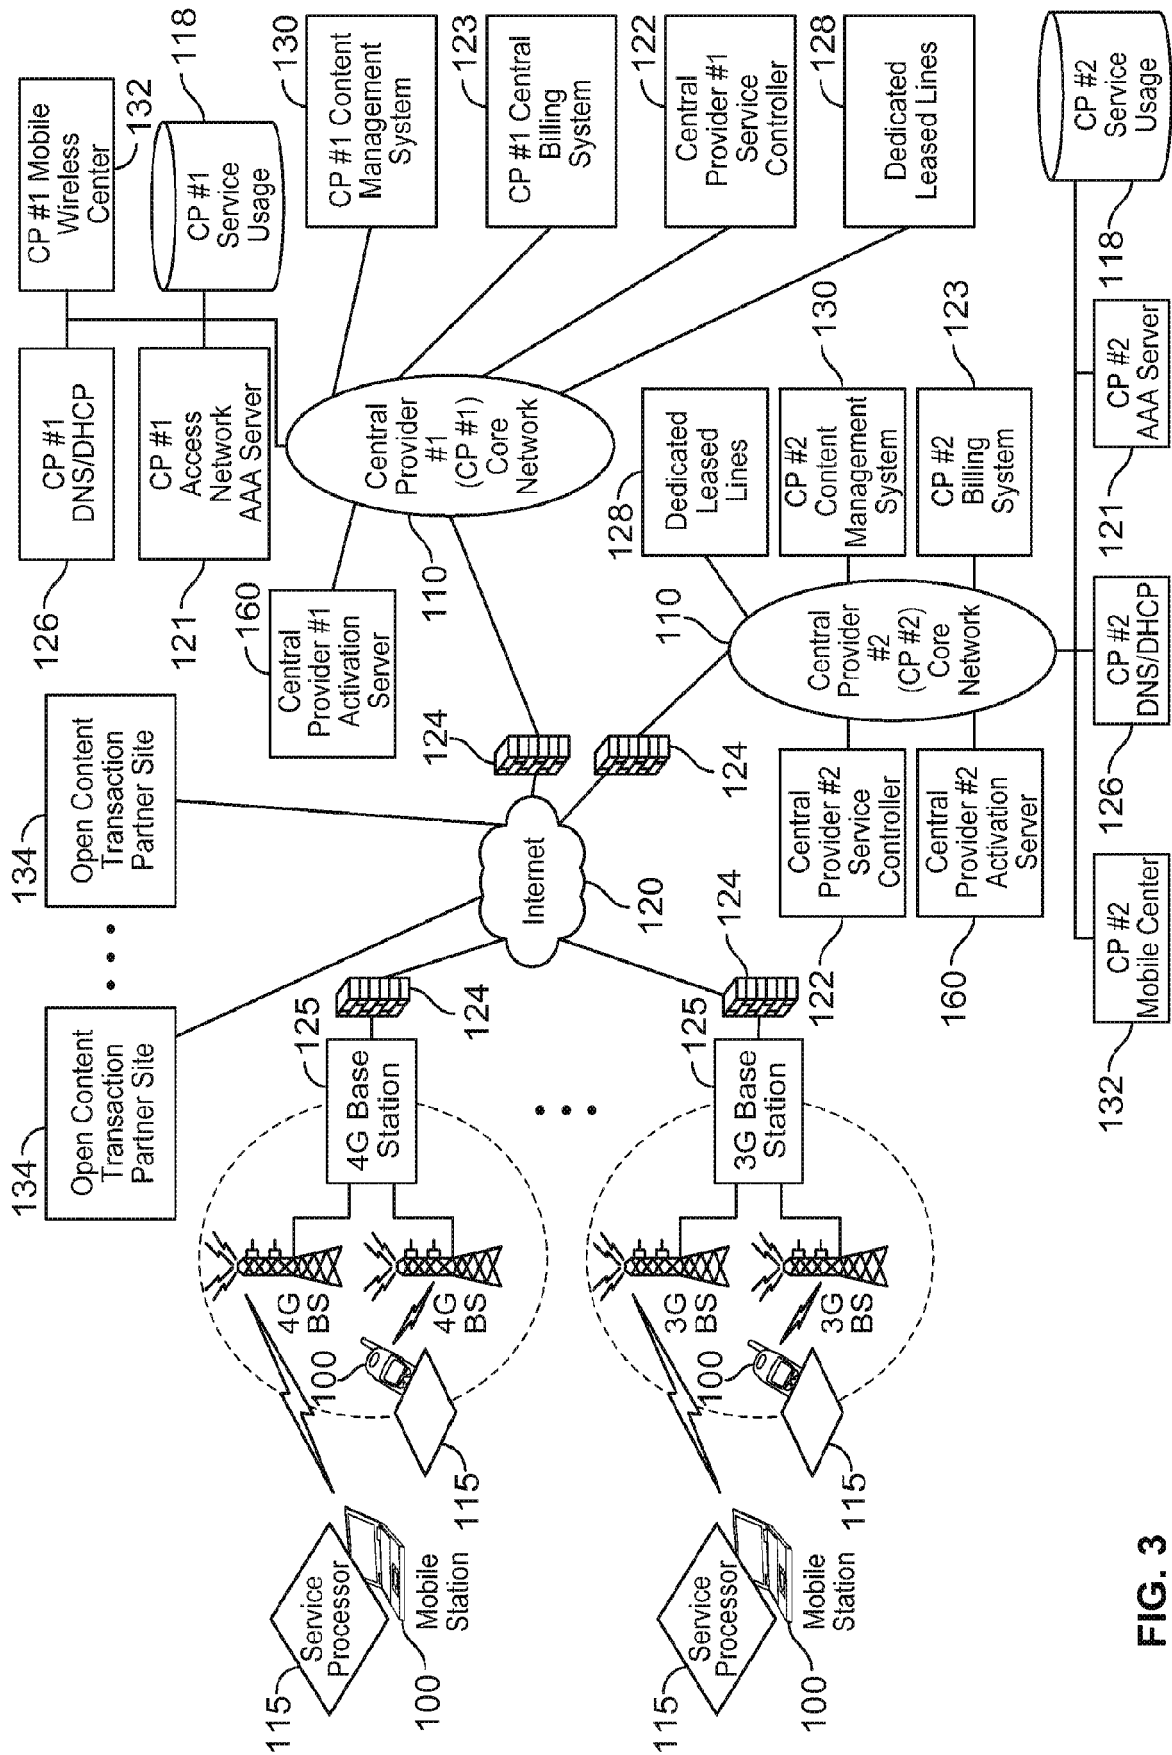 134
Open Content
Transaction
Partner Site
134
Open Content
Transaction
Partner Site
126
CP #1
DNS/DHCP
CP #1 Mobile
Wireless
Center
132
121
CP #1
Access
Network
AAA Server
CP #1
Service
Usage
118
160
Central
Provider #1
Activation
Server
110
Central
Provider
#1
(CP #1)
Core
Network
CP #1 Content
Management
System
130
CP #1 Central
Billing
System
123
Central
Provider #1
Service
Controller
122
Dedicated
Leased Lines
128
115
Service
Processor
100
Mobile
Station
100
115
4G
BS
4G
BS
4G Base
Station
125
124
Internet
120
124
124
115
Service
Processor
100
Mobile
Station
100
115
3G
BS
3G
BS
3G Base
Station
125
124
110
Central
Provider
#2
(CP #2)
Core
Network
128
Dedicated
Leased
Lines
CP #2
Content
Management
System
130
CP #2
Billing
System
123
122
Central
Provider #2
Service
Controller
160
Central
Provider #2
Activation
Server
132
CP #2
Mobile Center
126
CP #2
DNS/DHCP
121
CP #2
AAA Server
118
CP #2
Service
Usage
FIG. 3